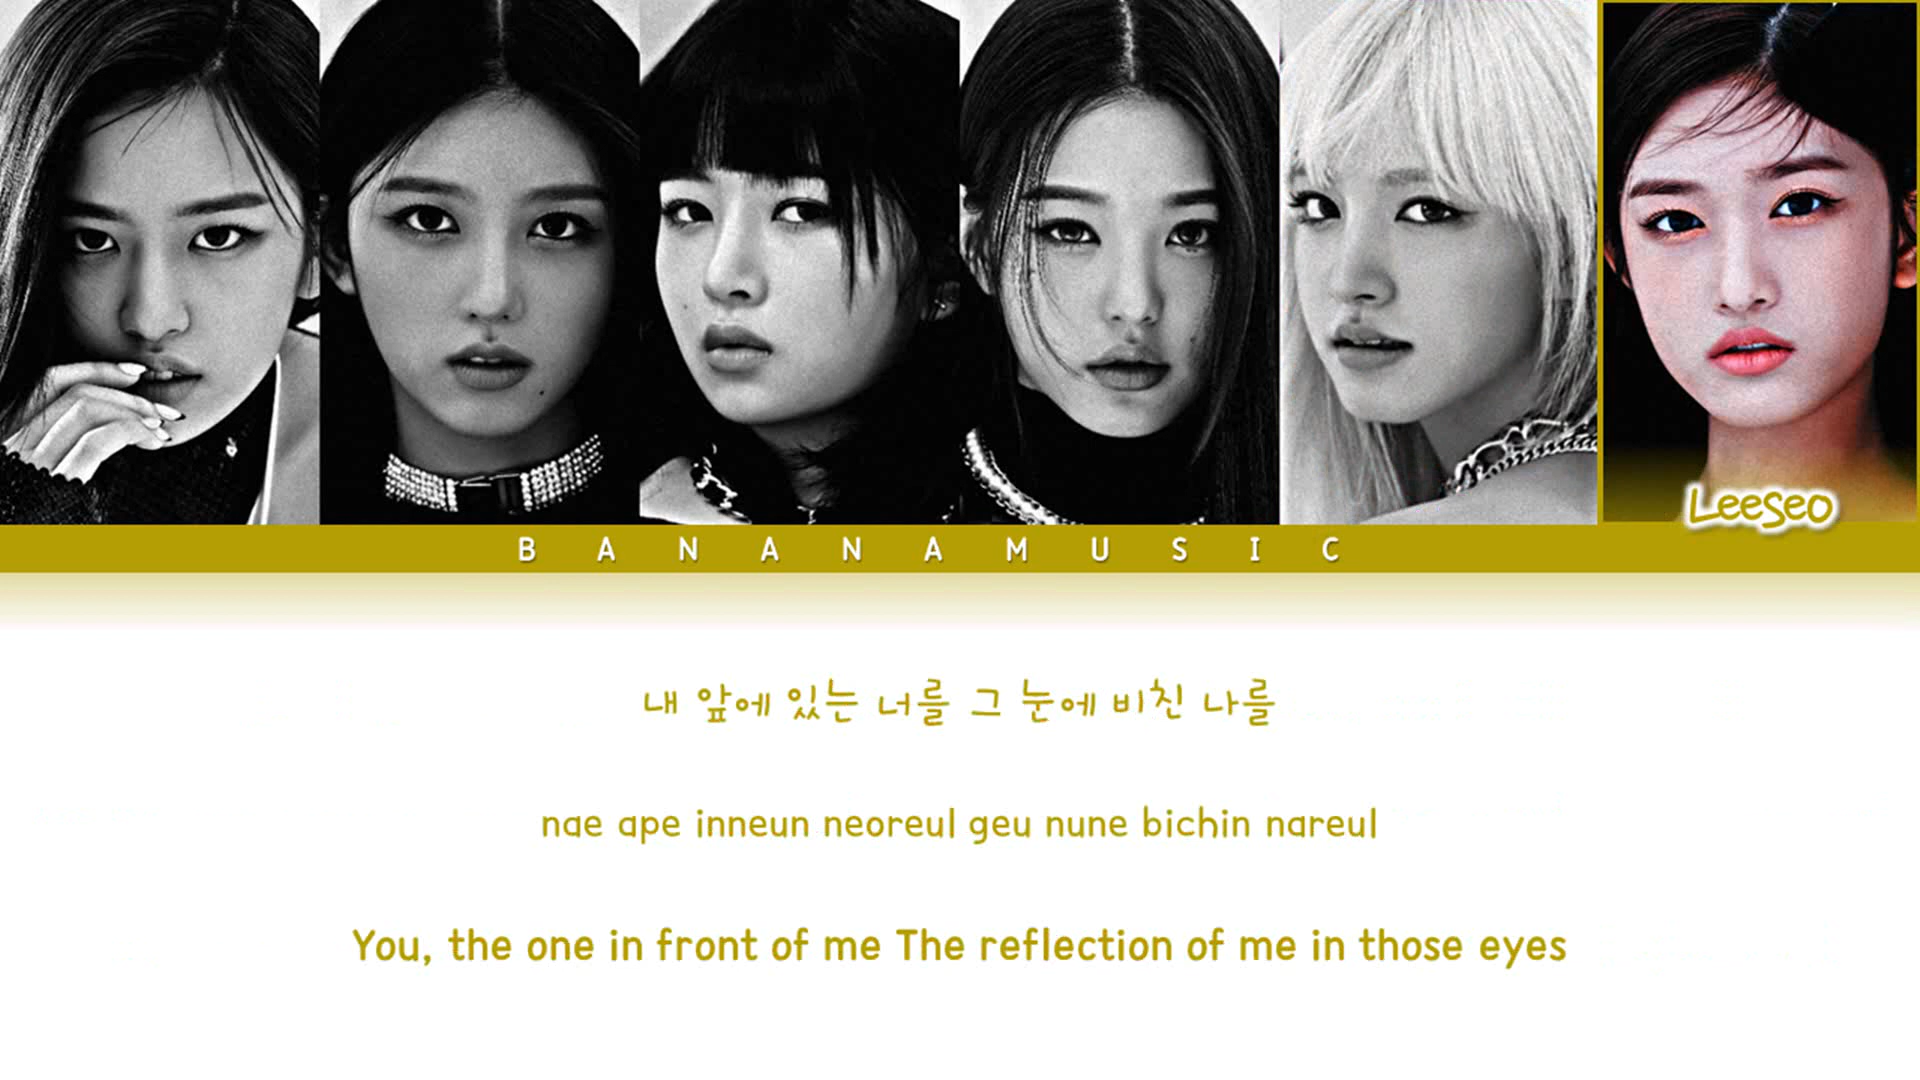 LeeSeo
BANANAMUSIC
내 앞에 있는 너를 그 눈에 비친 나를
nae ape inneun neoreul geu nune bichin nareul
You, the one in front of me The reflection of me in those eyes